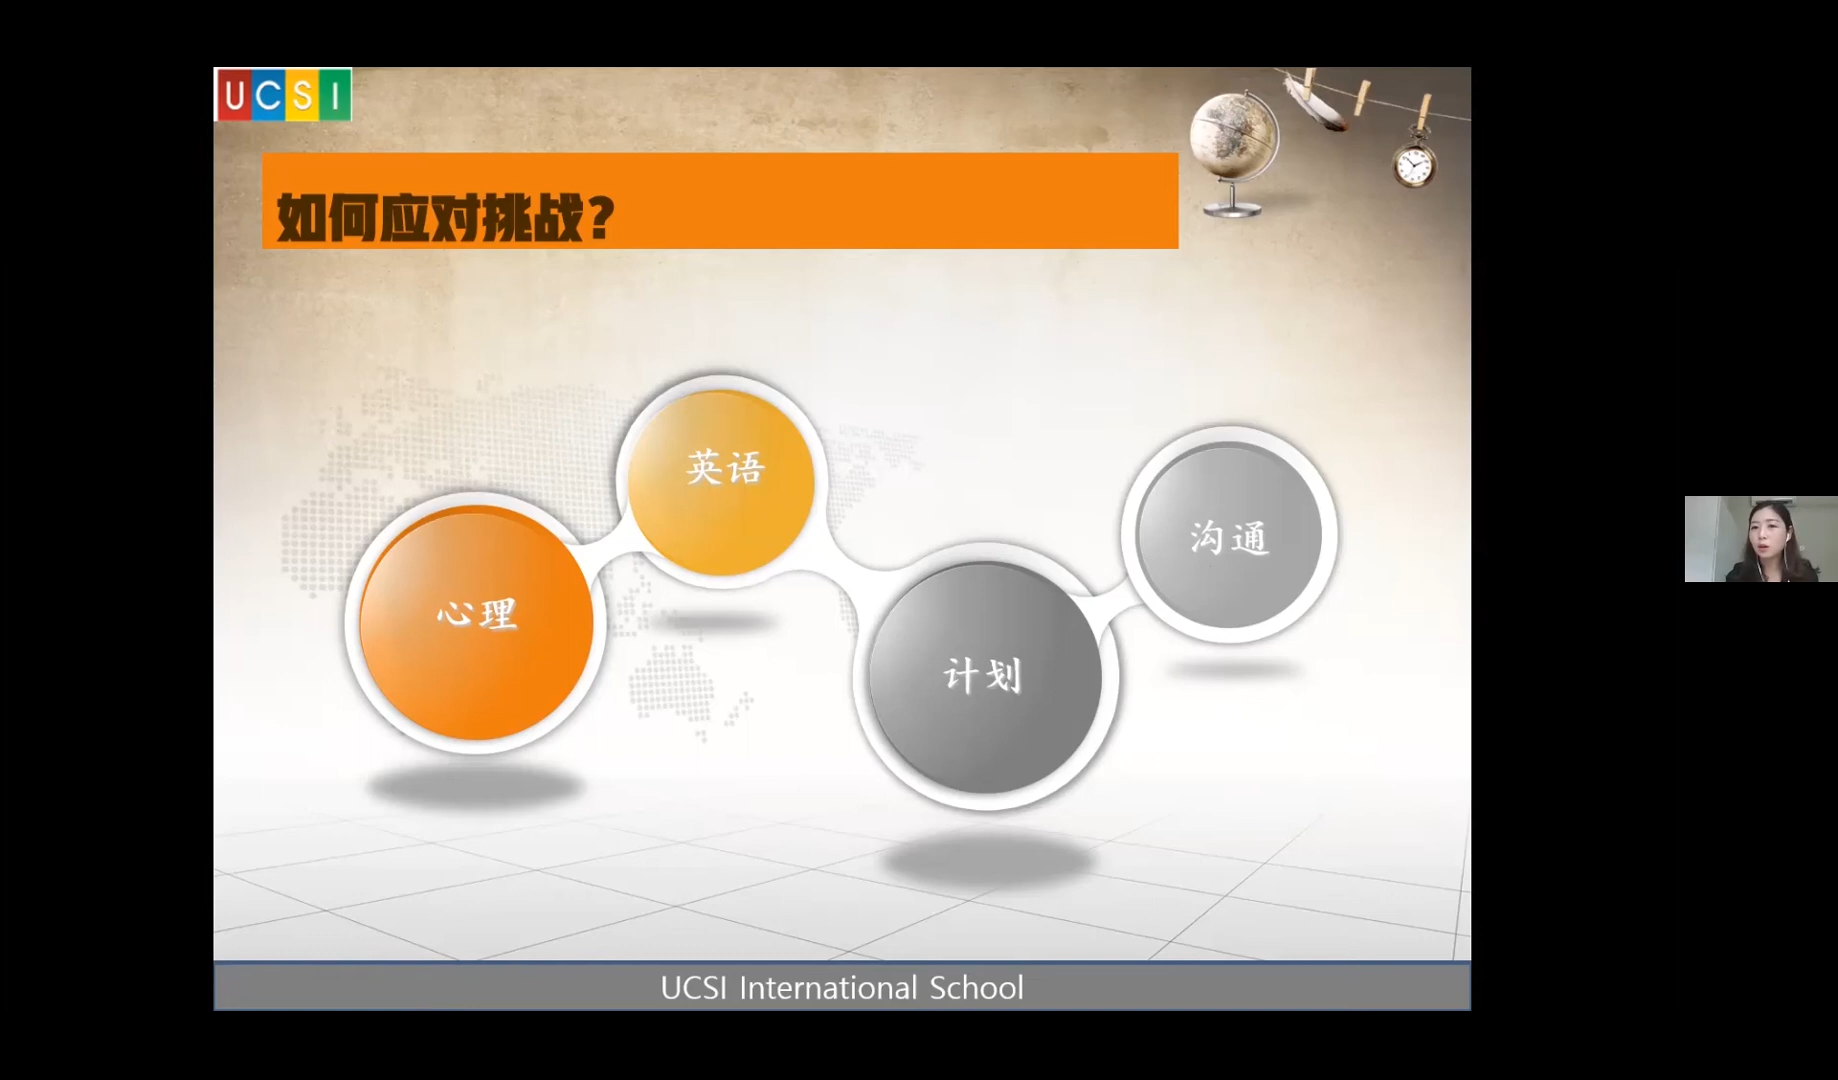 UCSI
如何应对挑战?
英语
心理
沟通
计划
UCSI International School